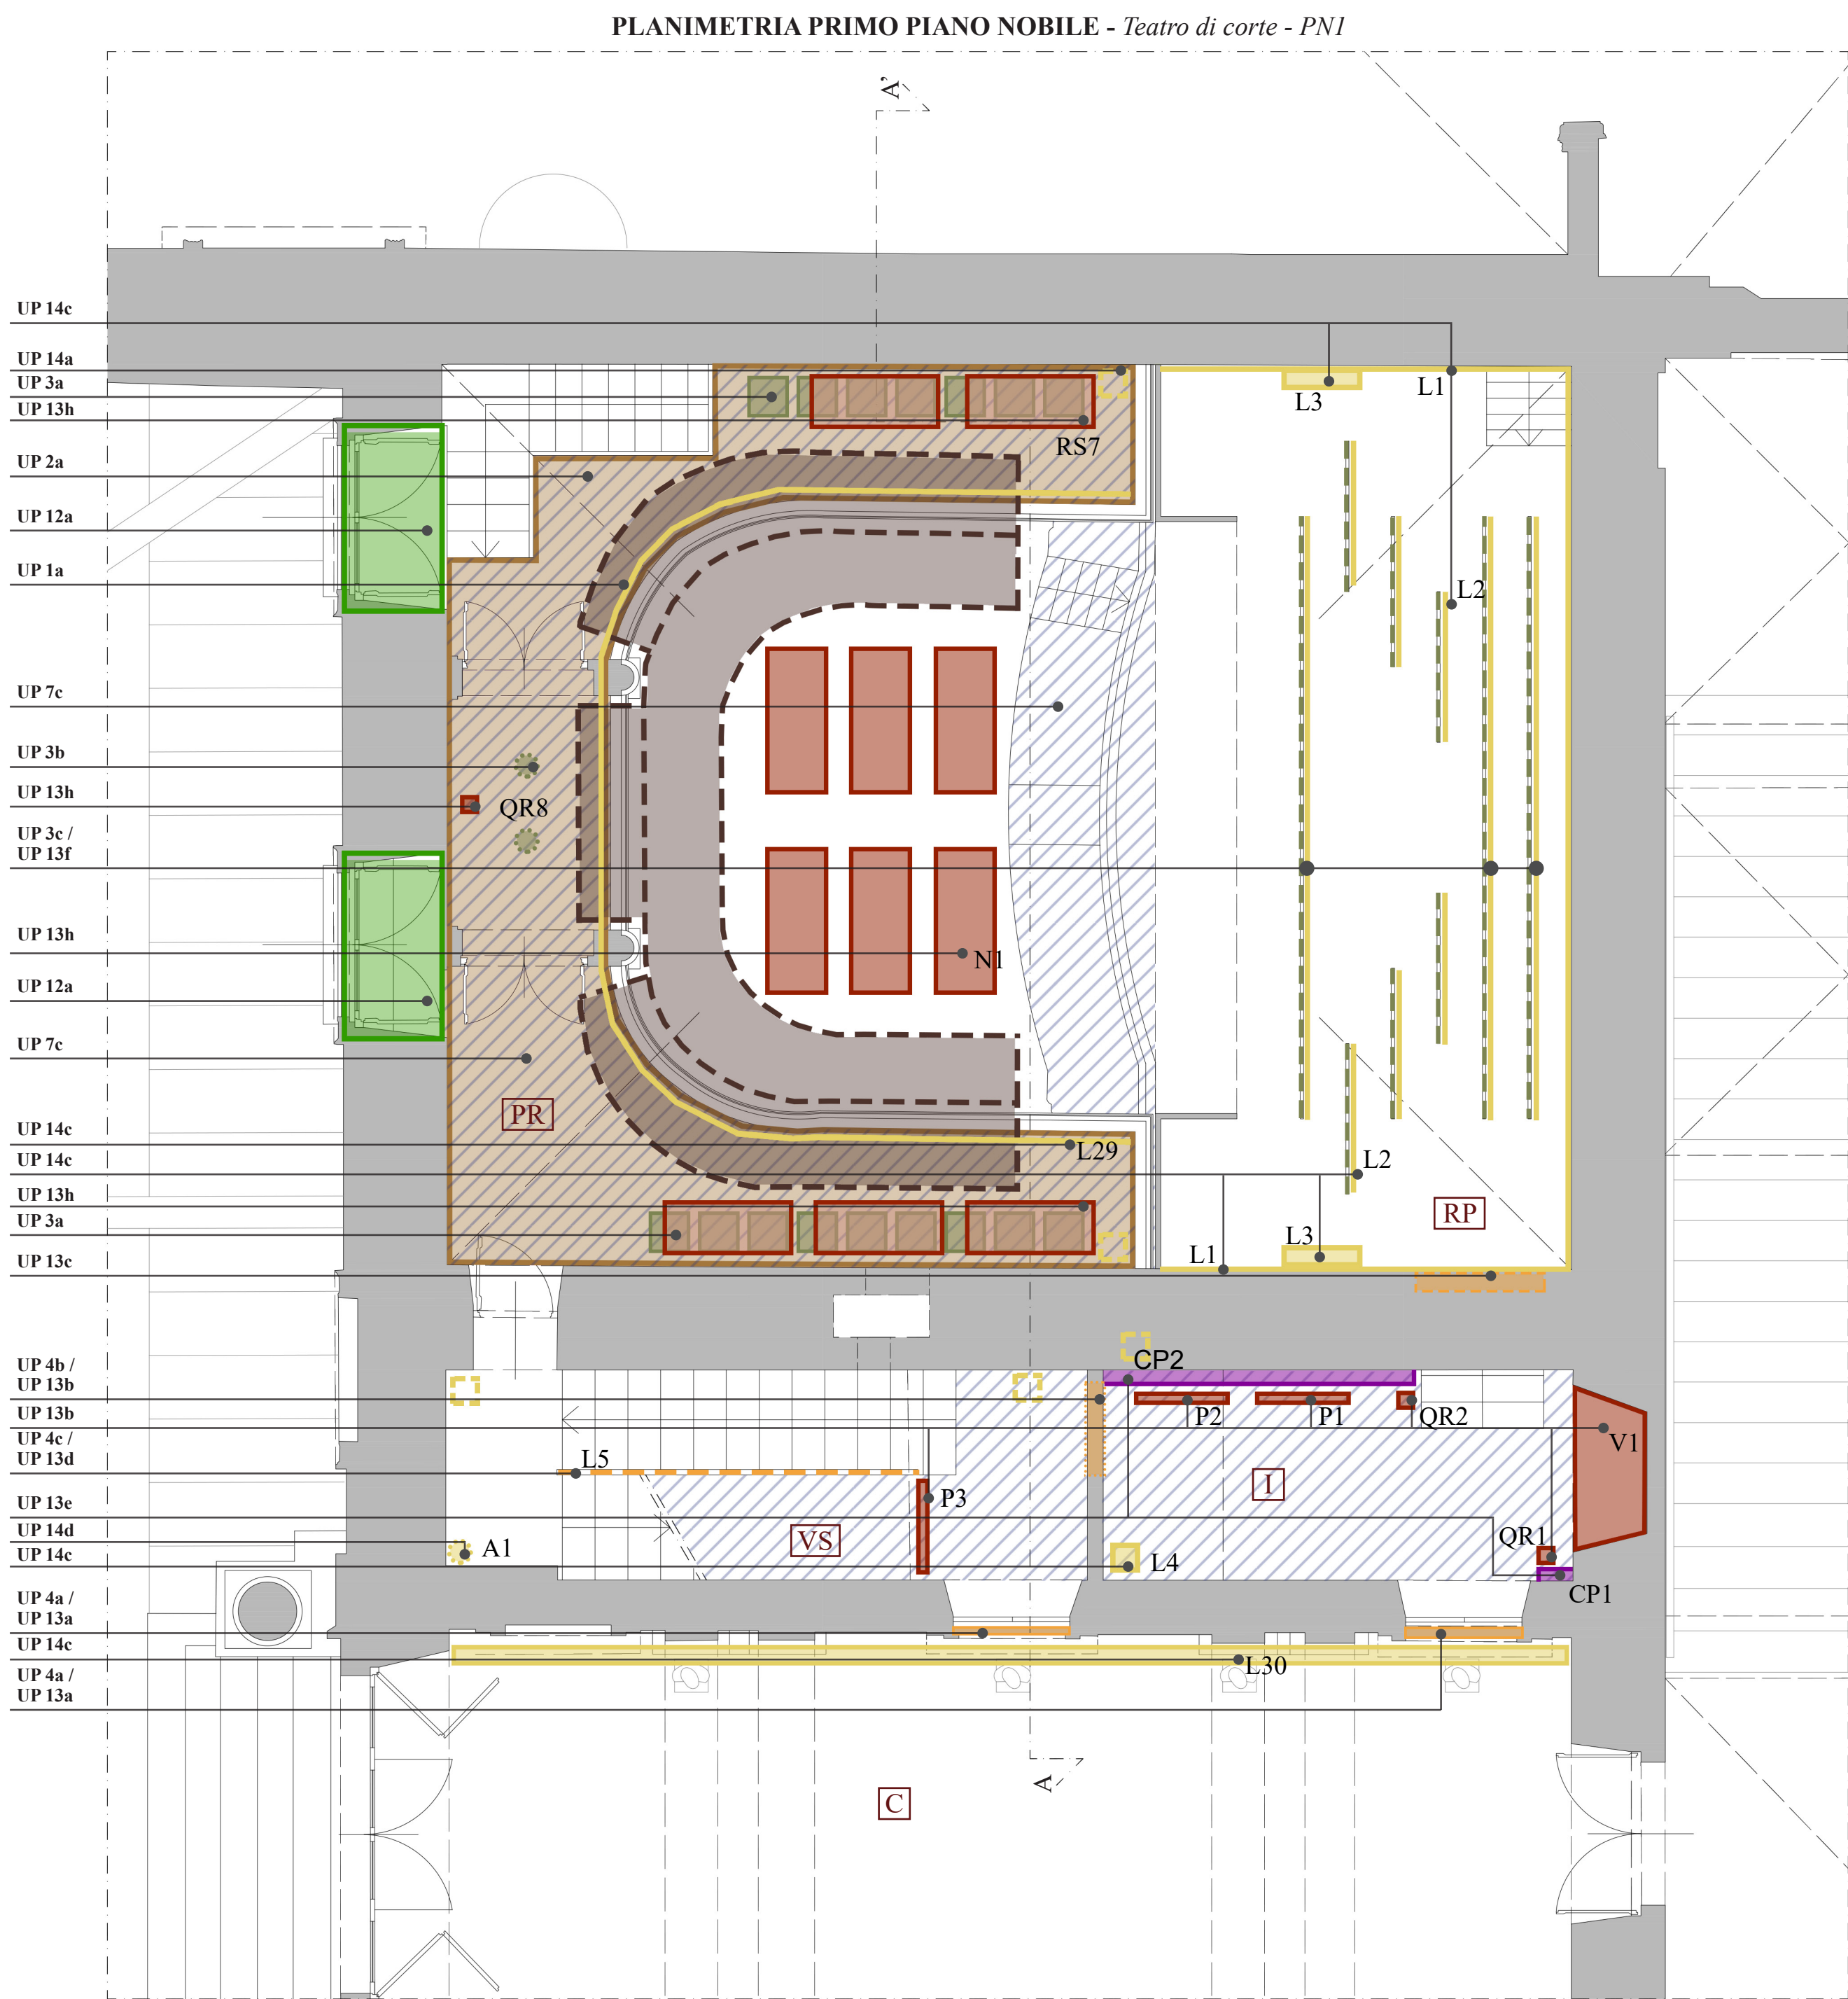 PLANIMETRIA PRIMO PIANO NOBILE - Teatro di corte - PN1
A'
UP 14c
UP 14a
UP 3a
UP 13h
UP 2a
UP 12a
UP 1a
UP 7c
UP 3b
UP 13h
UP 3c /
UP 13f
UP 13h
UP 12a
UP 7c
UP 14c
UP 14c
UP 13h
UP 3a
UP 13c
UP 4b /
UP 13b
UP 13b
UP 4c /
UP 13d
UP 13e
UP 14d
UP 14c
UP 4a /
UP 13a
UP 14c
UP 4a /
UP 13a
L3
L1
RS7
L2
QR8
N1
PR
L29
L2
RP
L3
L1
CP2
P2
P1
QR2
V1
L5
I
P3
VS
QR1
A1
L4
CP1
L30
A
C